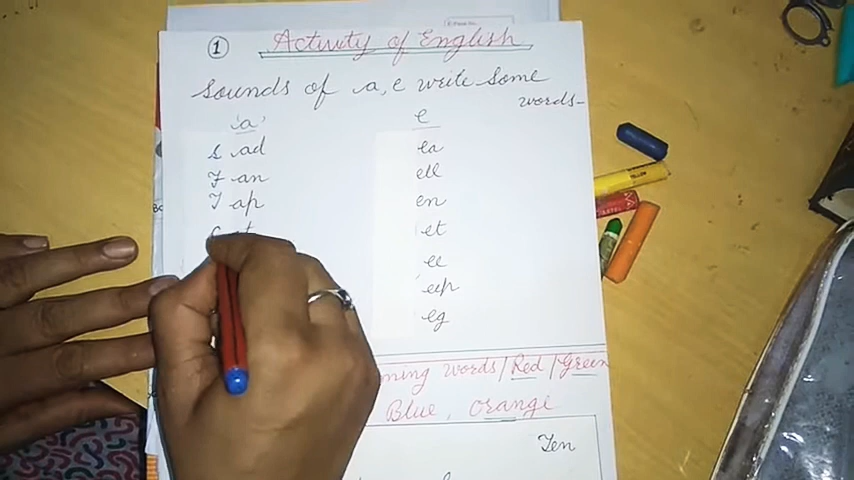 1 Activity of English
Sounds of a, e write some
words-
'a' e
s ad ea
F an ell
T ap en
et
ee
eep
eg
words/Red/Green
Blue, orange
Ten